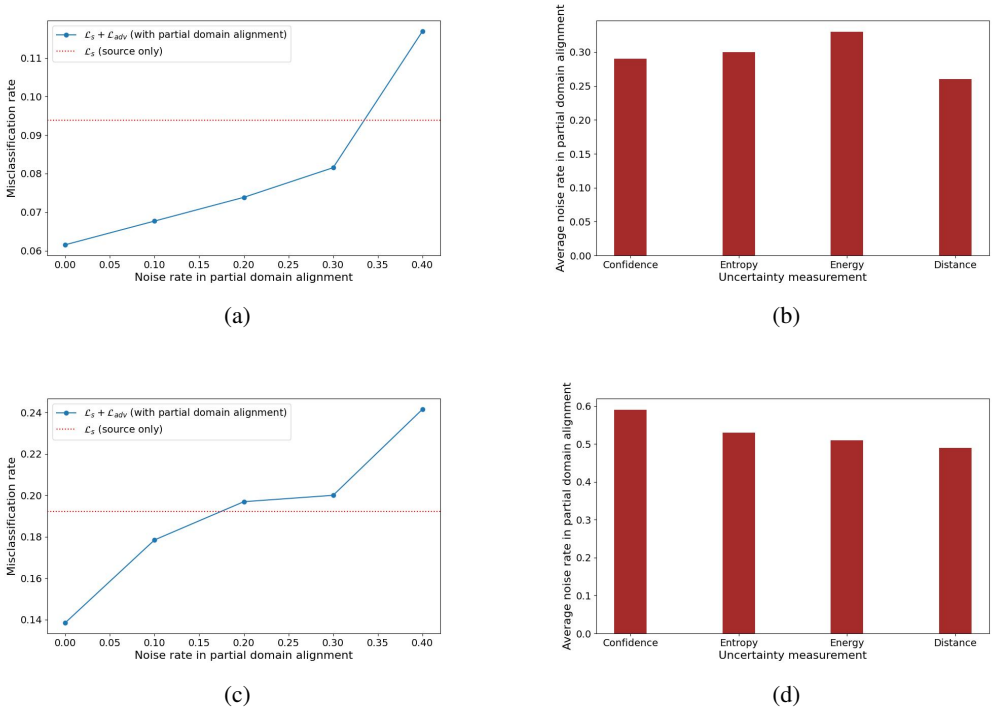 0.11
0.10
0.09
0.08
0.07
0.06
Misclassification rate
ℒs + ℒadv (with partial domain alignment)
ℒs (source only)
0.00 0.05 0.10 0.15 0.20 0.25 0.30 0.35 0.40
Noise rate in partial domain alignment
(a)
0.30
0.25
0.20
0.15
0.10
0.05
0.00
Average noise rate in partial domain alignment
Confidence Entropy Energy Distance
Uncertainty measurement
(b)
0.24
0.22
0.20
0.18
0.16
0.14
Misclassification rate
ℒs + ℒadv (with partial domain alignment)
ℒs (source only)
0.00 0.05 0.10 0.15 0.20 0.25 0.30 0.35 0.40
Noise rate in partial domain alignment
(c)
0.6
0.5
0.4
0.3
0.2
0.1
0.0
Average noise rate in partial domain alignment
Confidence Entropy Energy Distance
Uncertainty measurement
(d)